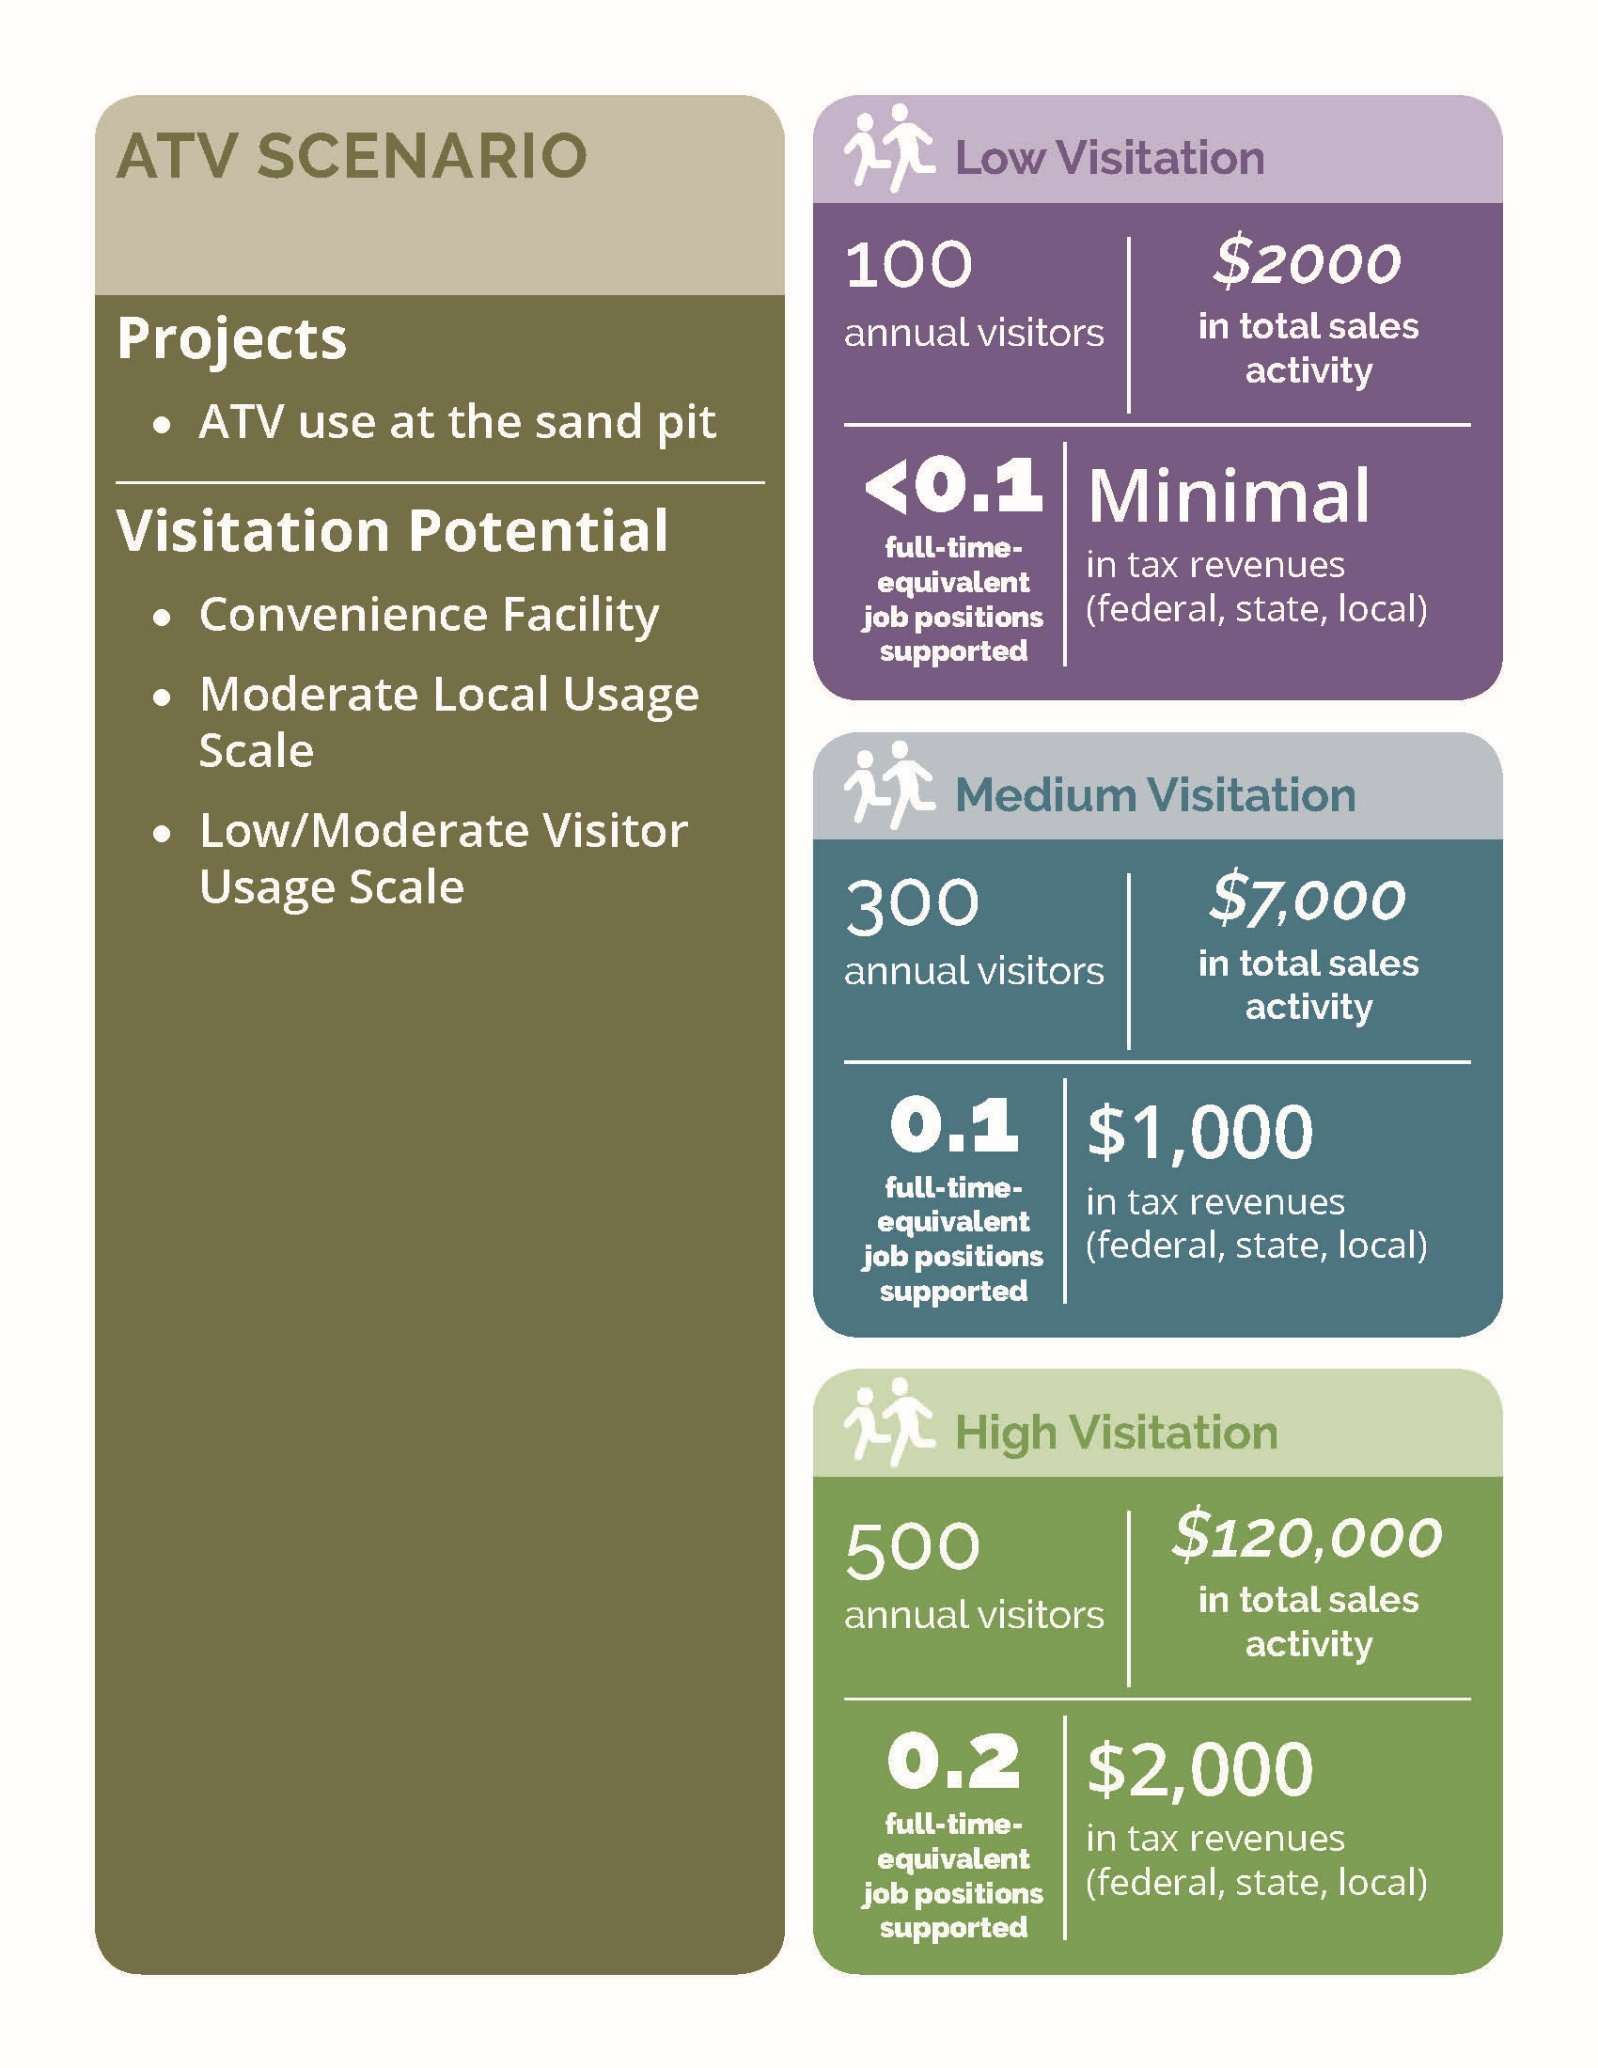 ATV SCENARIO
Projects
• ATV use at the sand pit
Visitation Potential
• Convenience Facility
• Moderate Local Usage
Scale
• Low/Moderate Visitor
Usage Scale
Low Visitation
100
annual visitors
$2000
in total sales
activity
<0.1
full-time-
equivalent
job positions
supported
Minimal
in tax revenues
(federal, state, local)
Medium Visitation
300
annual visitors
$7,000
in total sales
activity
0.1
full-time-
equivalent
job positions
supported
$1,000
in tax revenues
(federal, state, local)
High Visitation
500
annual visitors
$120,000
in total sales
activity
0.2
full-time-
equivalent
job positions
supported
$2,000
in tax revenues
(federal, state, local)